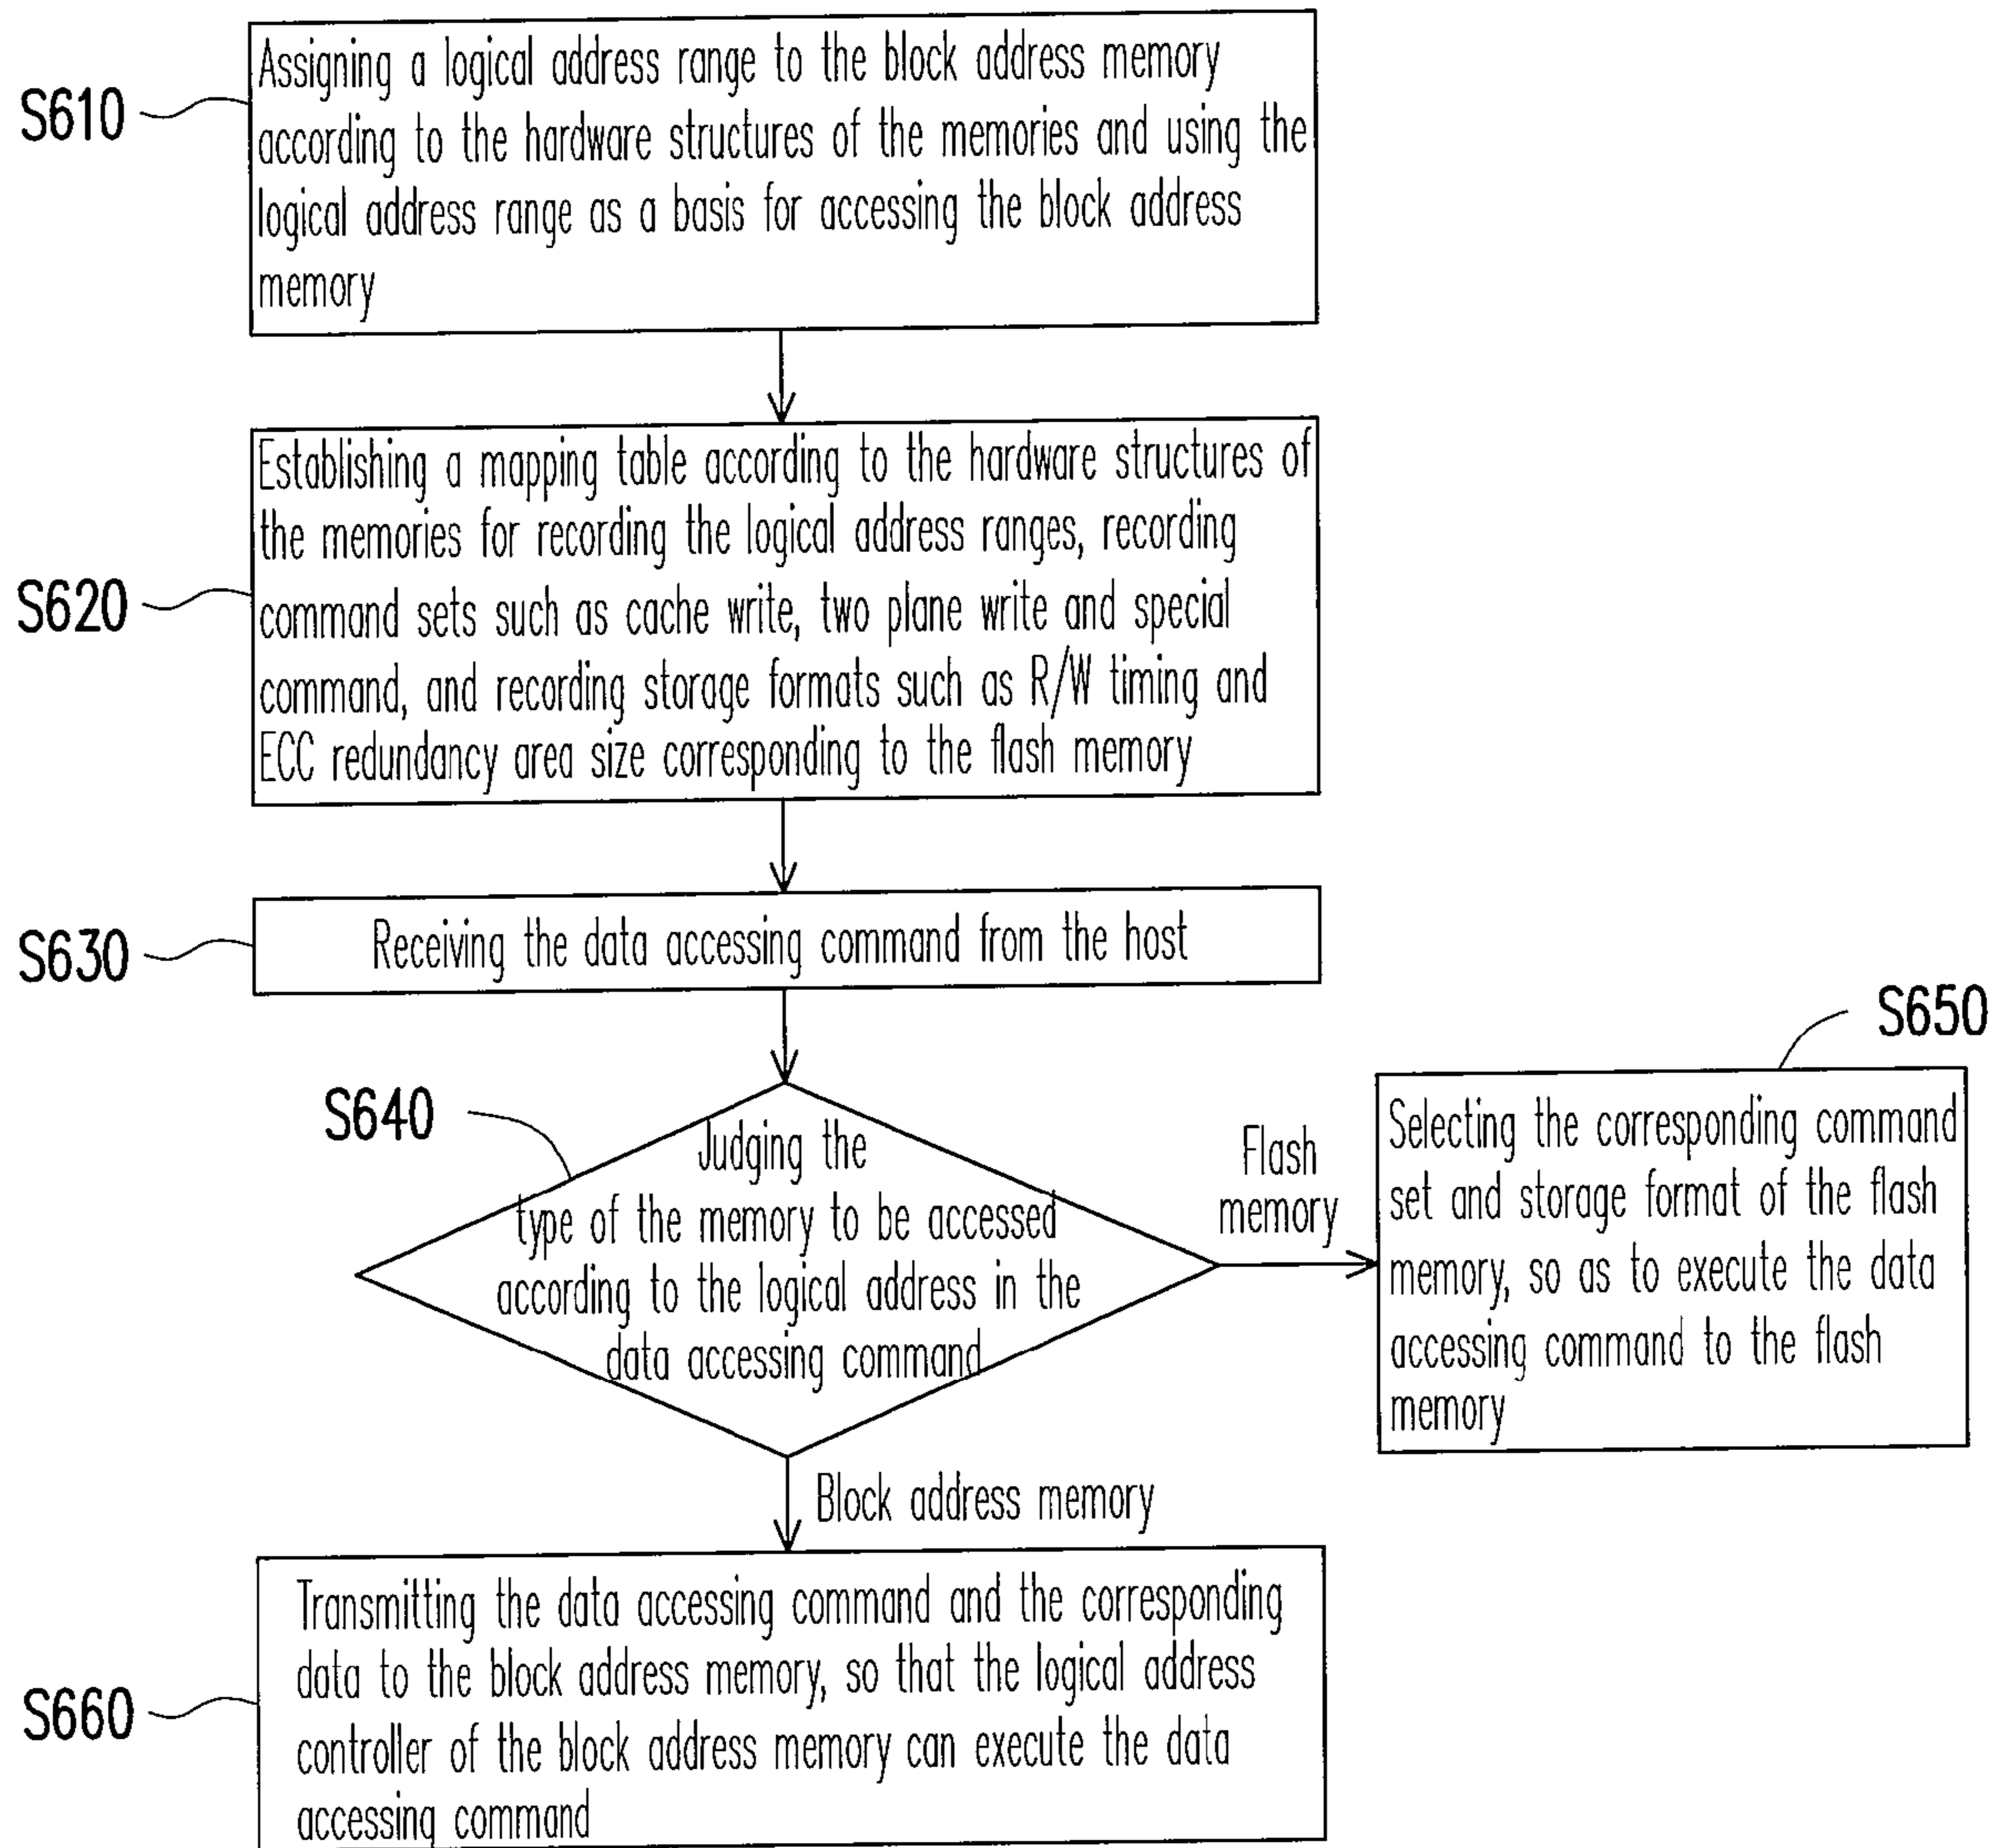 S610
Assigning a logical address range to the block address memory
according to the hardware structures of the memories and using the
logical address range as a basis for accessing the block address
memory
S620
Establishing a mapping table according to the hardware structures of
the memories for recording the logical address ranges, recording
command sets such as cache write, two plane write and special
command, and recording storage formats such as R/W timing and
ECC redundancy area size corresponding to the flash memory
S630
Receiving the data accessing command from the host
S640
Judging the
type of the memory to be accessed
according to the logical address in the
data accessing command
Flash
memory
S650
Selecting the corresponding command
set and storage format of the flash
memory, so as to execute the data
accessing command to the flash
memory
Block address memory
S660
Transmitting the data accessing command and the corresponding
data to the block address memory, so that the logical address
controller of the block address memory can execute the data
accessing command